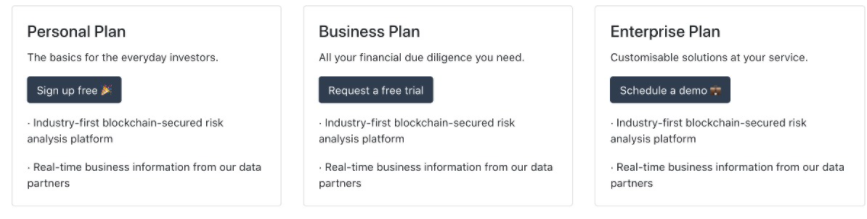 Personal Plan
The basics for the everyday investors.
Sign up free 🎉
· Industry-first blockchain-secured risk
analysis platform
· Real-time business information from our data
partners
Business Plan
All your financial due diligence you need.
Request a free trial
· Industry-first blockchain-secured risk
analysis platform
· Real-time business information from our data
partners
Enterprise Plan
Customisable solutions at your service.
Schedule a demo
· Industry-first blockchain-secured risk
analysis platform
· Real-time business information from our data
partners